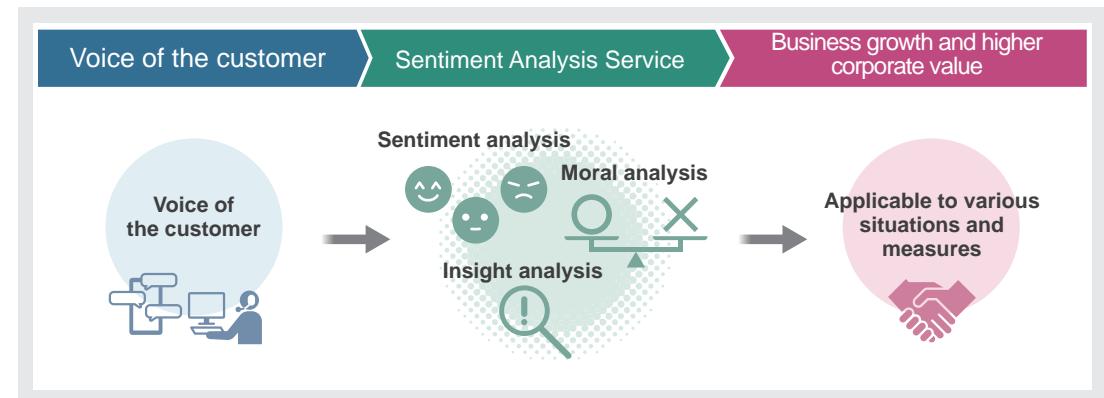 Voice of the customer
Sentiment Analysis Service
Business growth and higher
corporate value
Voice of
the customer
Sentiment analysis
Moral analysis
Insight analysis
Applicable to various
situations and
measures